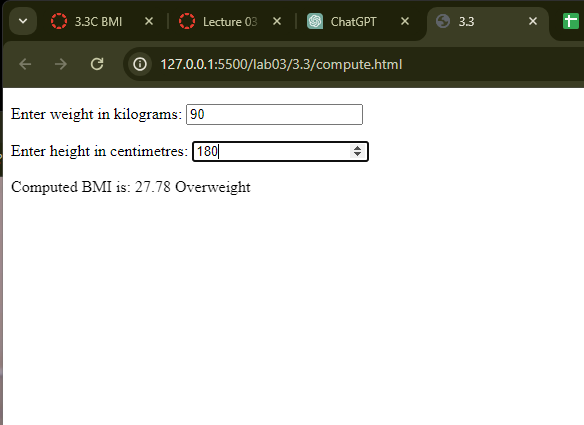 3.3C BMI
Lecture 03
ChatGPT
3.3
127.0.0.1:5500/lab03/3.3/compute.html
Enter weight in kilograms: 90
Enter height in centimetres: 180
Computed BMI is: 27.78 Overweight